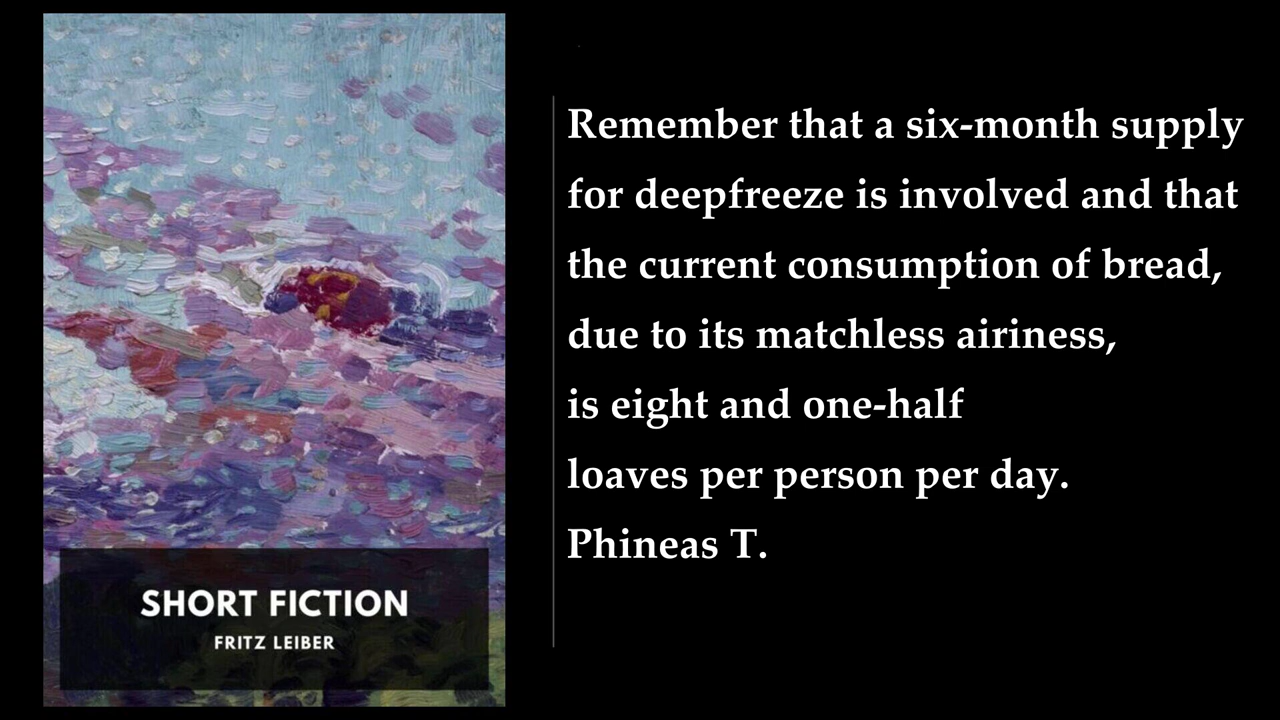 SHORT FICTION
FRITZ LEIBER
Remember that a six-month supply
for deepfreeze is involved and that
the current consumption of bread,
due to its matchless airiness,
is eight and one-half
loaves per person per day.
Phineas T.